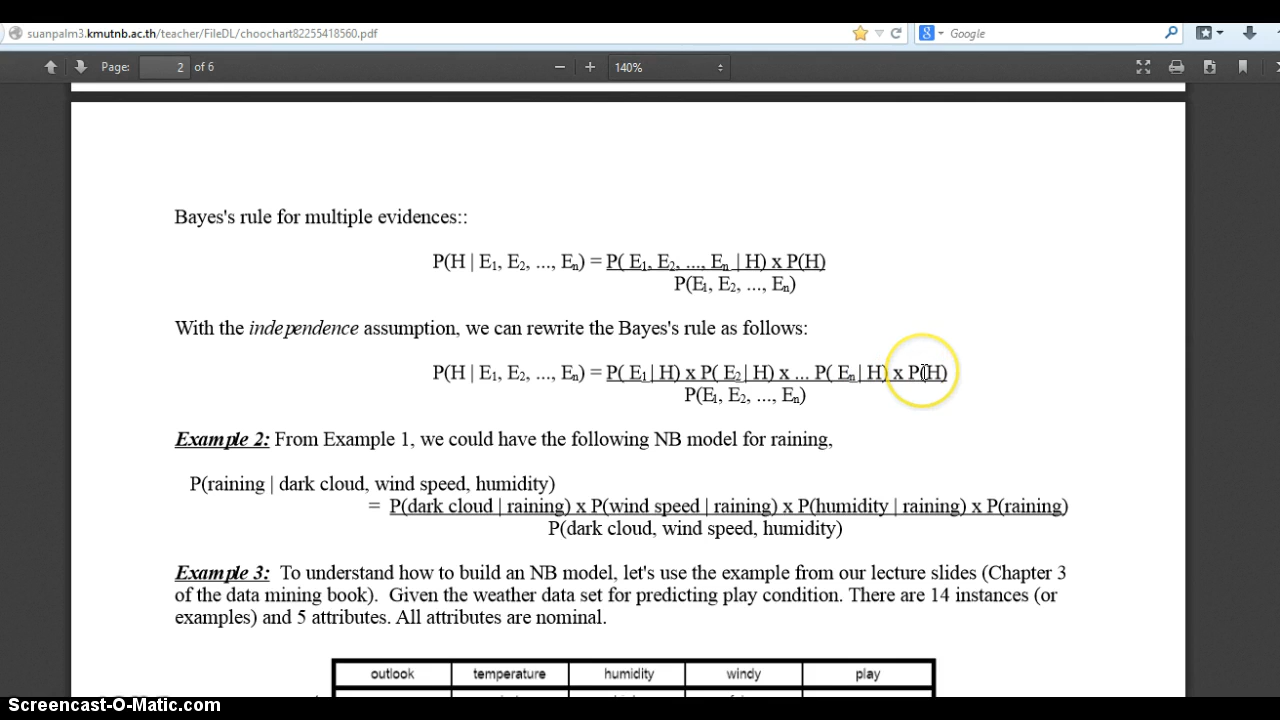 suanpalm3.kmutnb.ac.th/teacher/FileDL/choochart82255418560.pdf
Google
Page: 2 of 6
140%
Bayes's rule for multiple evidences::
P(H | E1, E2, ..., En) = P( E1, E2, ..., En | H) x P(H)
P(E1, E2, ..., En)
With the independence assumption, we can rewrite the Bayes's rule as follows:
P(H | E1, E2, ..., En) = P( E1 | H) x P( E2 | H) x ... P( En | H) x P(H)
P(E1, E2, ..., En)
Example 2: From Example 1, we could have the following NB model for raining,
P(raining | dark cloud, wind speed, humidity)
= P(dark cloud | raining) x P(wind speed | raining) x P(humidity | raining) x P(raining)
P(dark cloud, wind speed, humidity)
Example 3: To understand how to build an NB model, let's use the example from our lecture slides (Chapter 3
of the data mining book). Given the weather data set for predicting play condition. There are 14 instances (or
examples) and 5 attributes. All attributes are nominal.
outlook temperature humidity windy play
Screencast-O-Matic.com